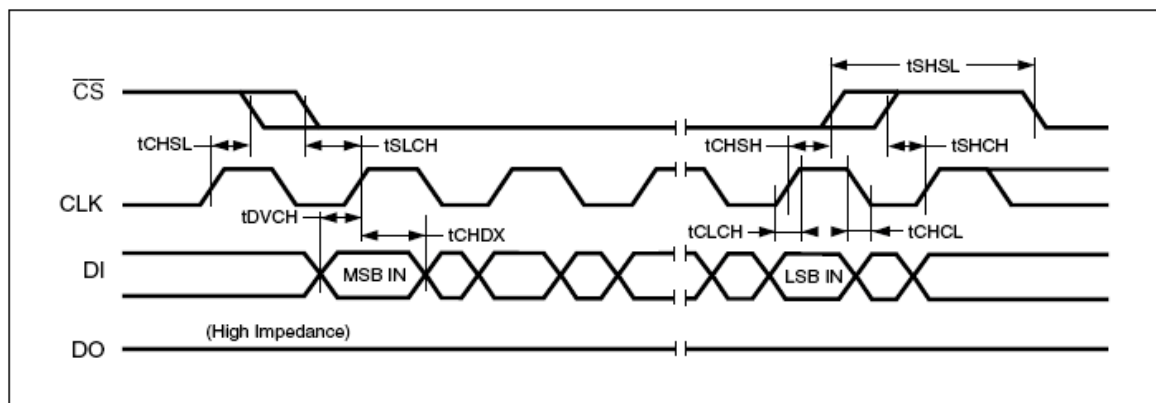 tSHSL
CS
tCHSL
tSLCH
tCHSH
tSHCH
CLK
tDVCH
tCHDX
tCLCH
tCHCL
DI
MSB IN
LSB IN
(High Impedance)
DO